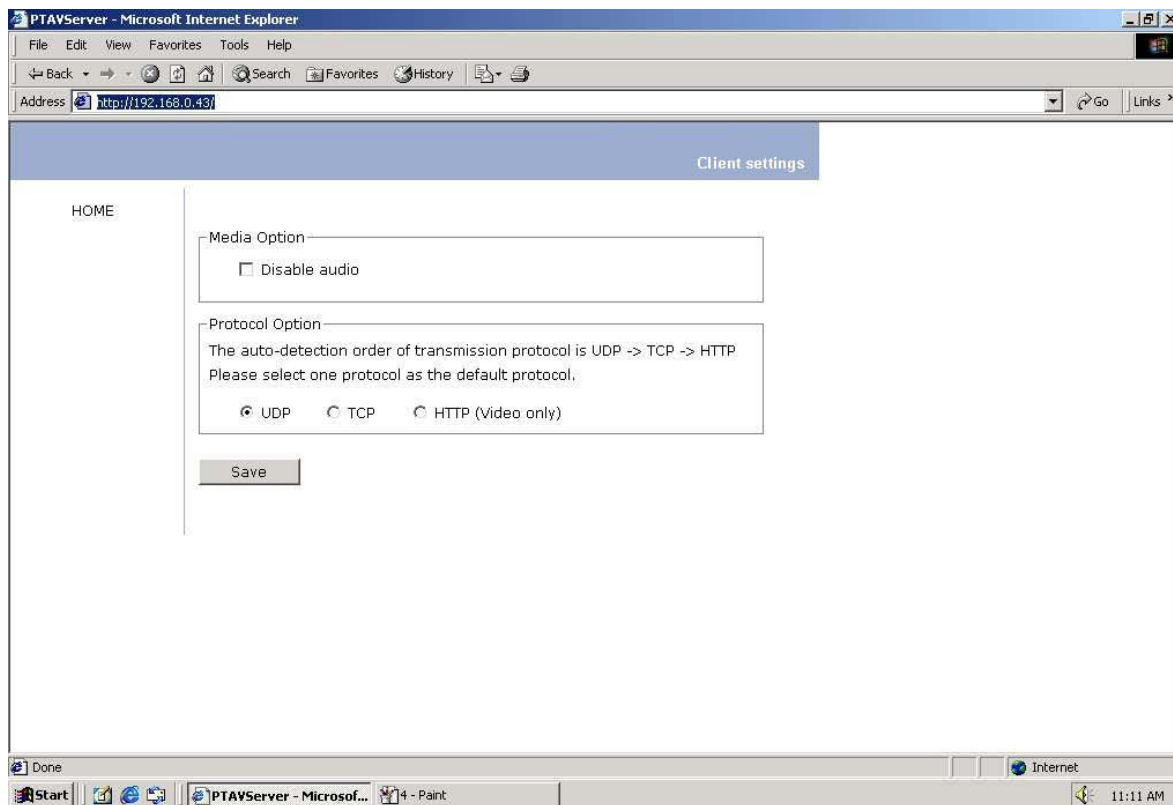 PTAVServer - Microsoft Internet Explorer
File Edit View Favorites Tools Help
Back Search Favorites History
Address http://192.168.0.43/ Go Links
Client settings
HOME
Media Option
Disable audio
Protocol Option
The auto-detection order of transmission protocol is UDP -> TCP -> HTTP
Please select one protocol as the default protocol.
UDP TCP HTTP (Video only)
Save
Done Internet
Start PTAVServer - Microsof... 4 - Paint 11:11 AM